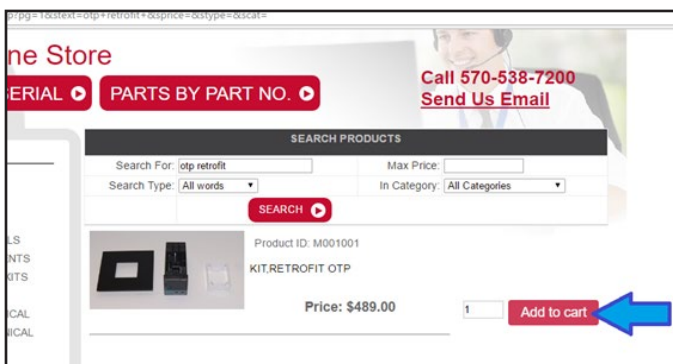 p?pg=1&stext=otp+retrofit+&sprice=&stype=&scat=
ne Store
ERIAL PARTS BY PART NO.
Call 570-538-7200
Send Us Email
SEARCH PRODUCTS
Search For: otp retrofit Max Price:
Search Type: All words In Category: All Categories
SEARCH
LS
NTS
KITS
ICAL
NICAL
Product ID: M001001
KIT,RETROFIT OTP
Price: $489.00 1 Add to cart